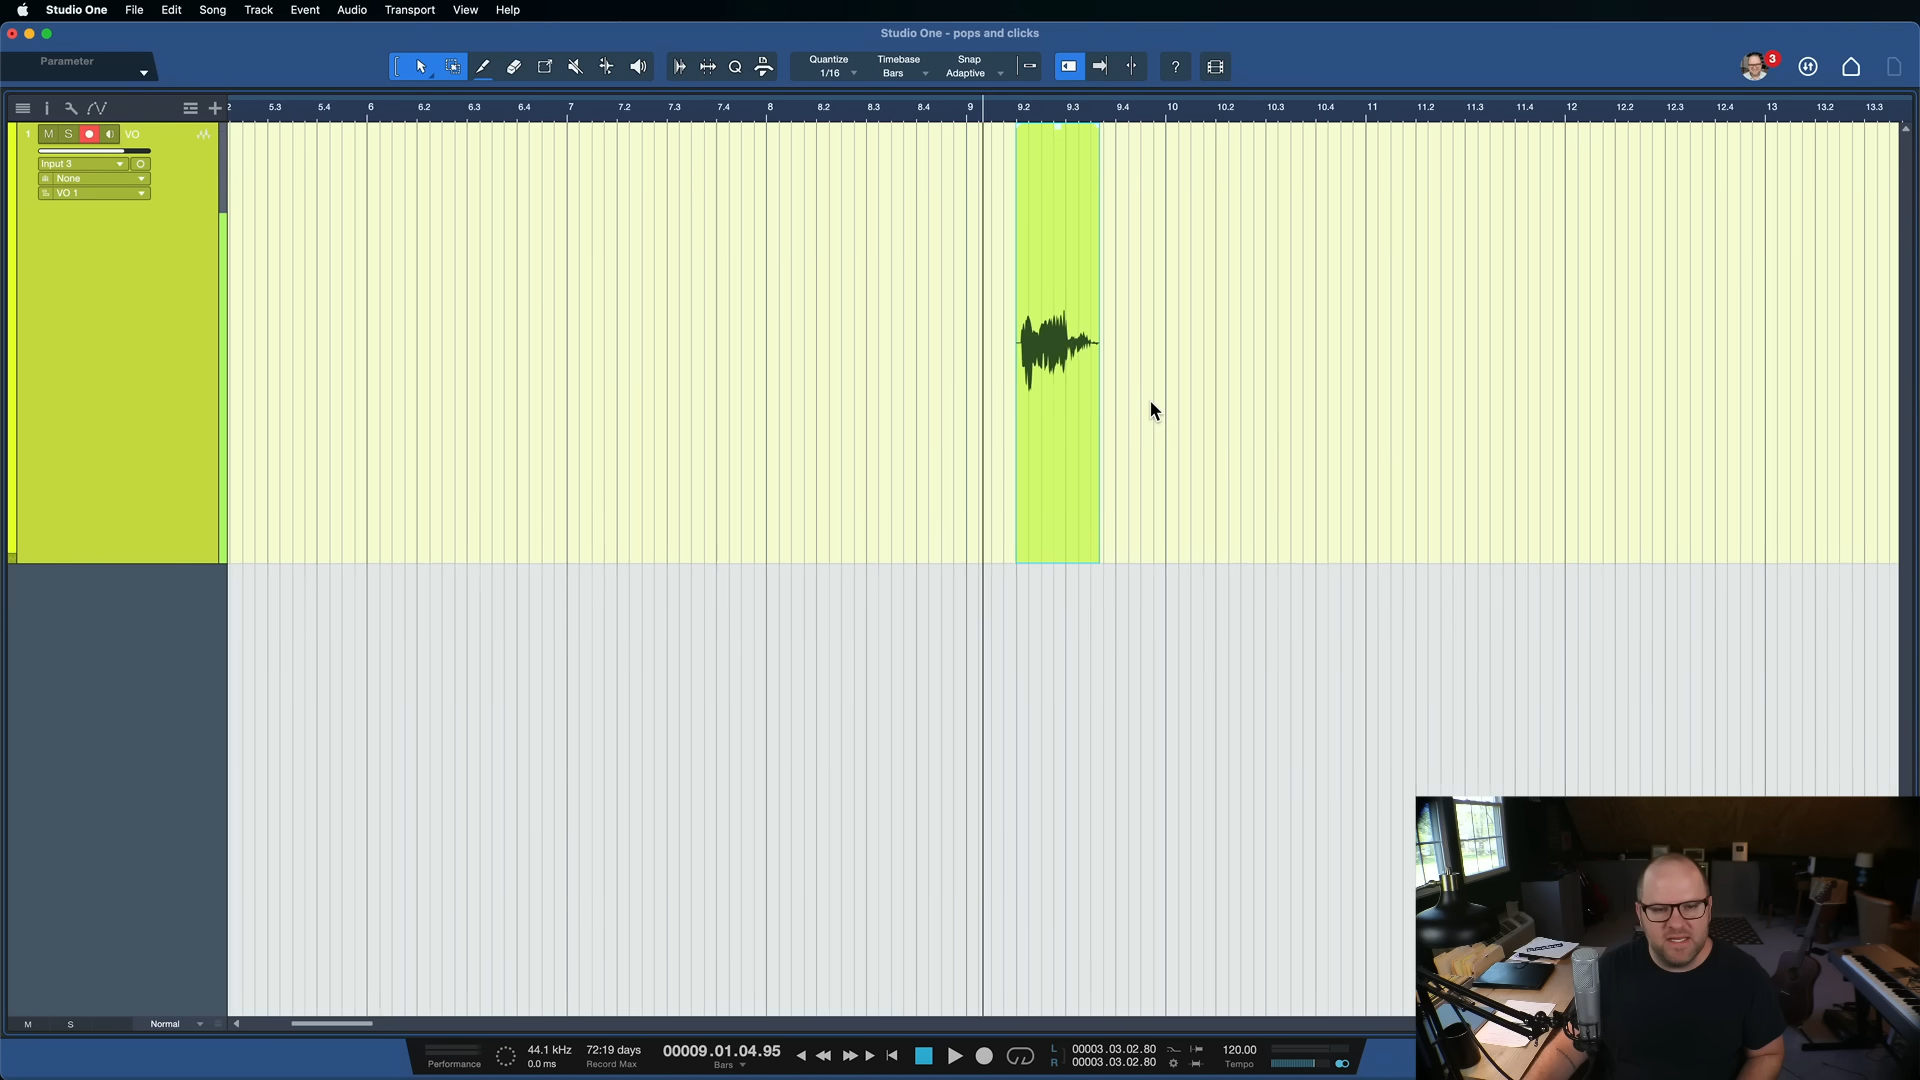 Studio One File Edit Song Track Event Audio Transport View Help
Studio One - pops and clicks
Parameter
Quantize Timebase Snap
1/16 Bars Adaptive
?
3
2 5.3 5.4 6 6.2 6.3 6.4 7 7.2 7.3 7.4 8 8.2 8.3 8.4 9 9.2 9.3 9.4 10 10.2 10.3 10.4 11 11.2 11.3 11.4 12 12.2 12.3 12.4 13 13.2 13.3
1 M S VO
Input 3
None
VO 1
M S Normal
44.1 kHz 72:19 days 00009.01.04.95 L 00003.03.02.80 120.00
Performance 0.0 ms Record Max Bars R 00003.03.02.80 Tempo